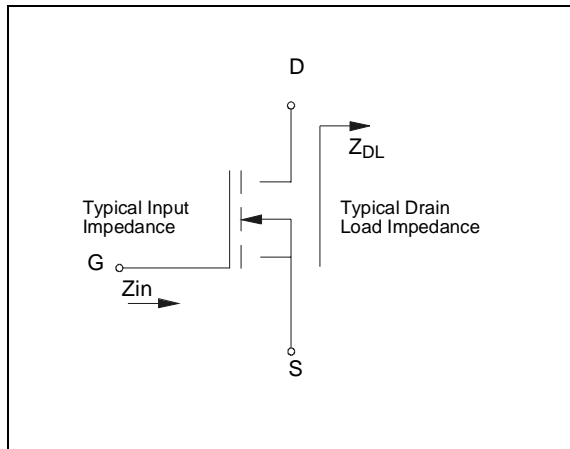 D
Z_DL
Typical Input
Impedance
Typical Drain
Load Impedance
G
Zin
S